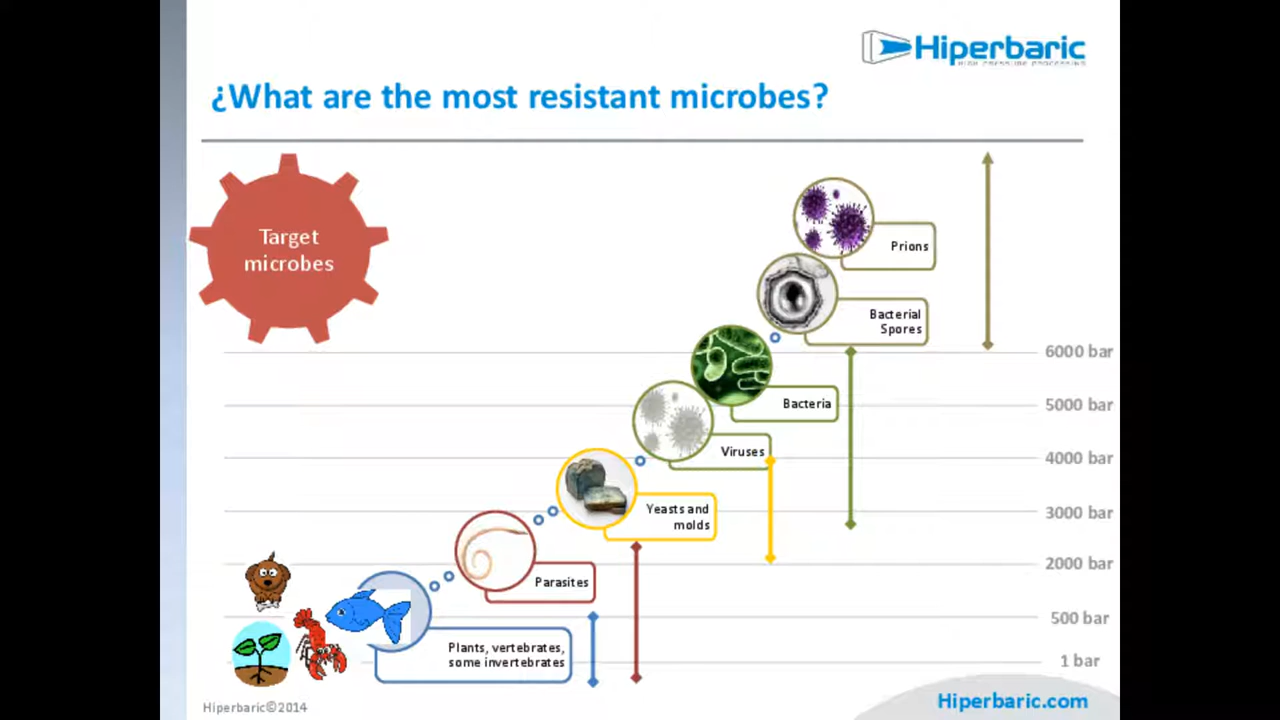 Hiperbaric
HIGH PRESSURE PROCESSING
¿What are the most resistant microbes?
Target
microbes
Prions
Bacterial
Spores
6000 bar
5000 bar
Bacteria
Viruses
4000 bar
Yeasts and
molds
3000 bar
2000 bar
Parasites
500 bar
Plants, vertebrates,
some invertebrates
1 bar
Hiperbaric©2014
Hiperbaric.com